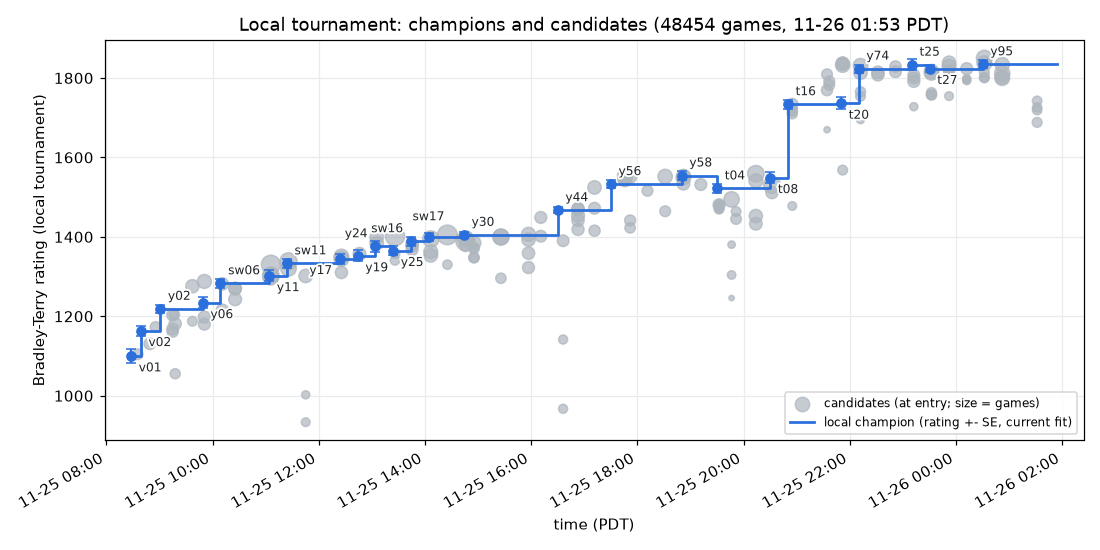 Local tournament: champions and candidates (48454 games, 11-26 01:53 PDT)
Bradley-Terry rating (local tournament)
1800
1600
1400
1200
1000
v01
v02
y02
y06
sw06
y11
sw11
y17
y19
y24
y25
sw16
sw17
y30
y44
y56
y58
t04
t08
t16
t20
y74
t25
t27
y95
candidates (at entry; size = games)
local champion (rating +- SE, current fit)
11-25 08:00
11-25 10:00
11-25 12:00
11-25 14:00
11-25 16:00
11-25 18:00
11-25 20:00
11-25 22:00
11-26 00:00
11-26 02:00
time (PDT)